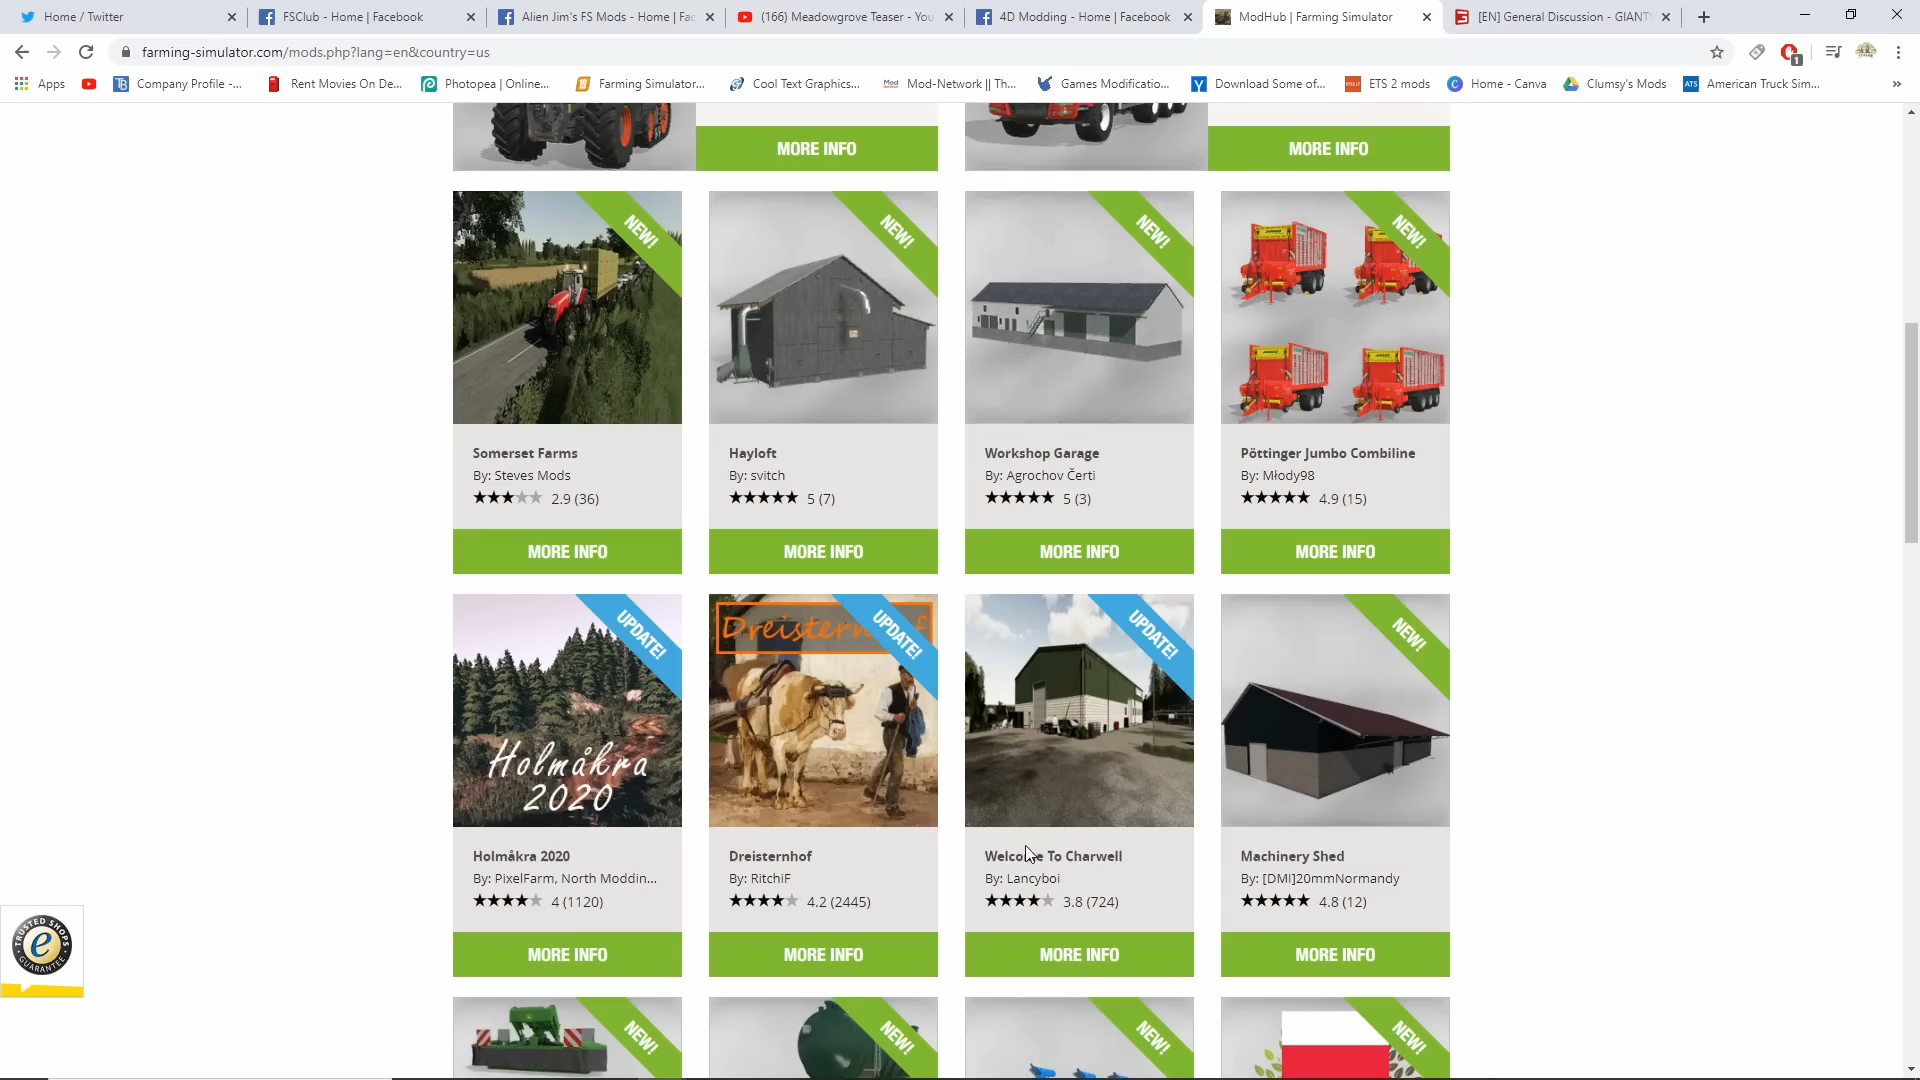 Home / Twitter
FSClub - Home | Facebook
Alien Jim's FS Mods - Home | Fac
(166) Meadowgrove Teaser - You
4D Modding - Home | Facebook
ModHub | Farming Simulator
[EN] General Discussion - GIANT
farming-simulator.com/mods.php?lang=en&country=us
1
Apps
Company Profile -...
Rent Movies On De...
Photopea | Online...
Farming Simulator...
Cool Text Graphics...
Mod-Network || Th...
Games Modificatio...
Download Some of...
ETS 2 mods
Home - Canva
Clumsy's Mods
ATS
American Truck Sim...
MORE INFO
MORE INFO
NEW!
NEW!
NEW!
NEW!
Somerset Farms
By: Steves Mods
2.9 (36)
MORE INFO
Hayloft
By: svitch
5 (7)
MORE INFO
Workshop Garage
By: Agrochov Čerti
5 (3)
MORE INFO
Pöttinger Jumbo Combiline
By: Młody98
4.9 (15)
MORE INFO
UPDATE!
Holmåkra
2020
Dreisternhof
UPDATE!
UPDATE!
NEW!
Holmåkra 2020
By: PixelFarm, North Moddin...
4 (1120)
MORE INFO
Dreisternhof
By: RitchiF
4.2 (2445)
MORE INFO
Welcome To Charwell
By: Lancyboi
3.8 (724)
MORE INFO
Machinery Shed
By: [DMI]20mmNormandy
4.8 (12)
MORE INFO
TRUSTED SHOPS
e
GUARANTEE
NEW!
NEW!
NEW!
NEW!